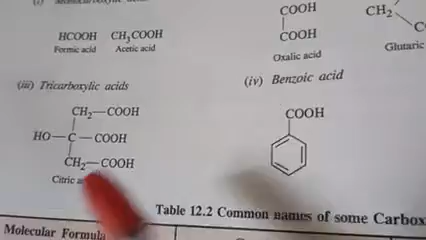 COOH
COOH
Oxalic acid
CH₂
Glutaric
HCOOH CH₃COOH
Formic acid Acetic acid
(iii) Tricarboxylic acids
CH₂—COOH
HO—C—COOH
CH₂—COOH
Citric
(iv) Benzoic acid
COOH
Table 12.2 Common names of some Carbox
Molecular Formula